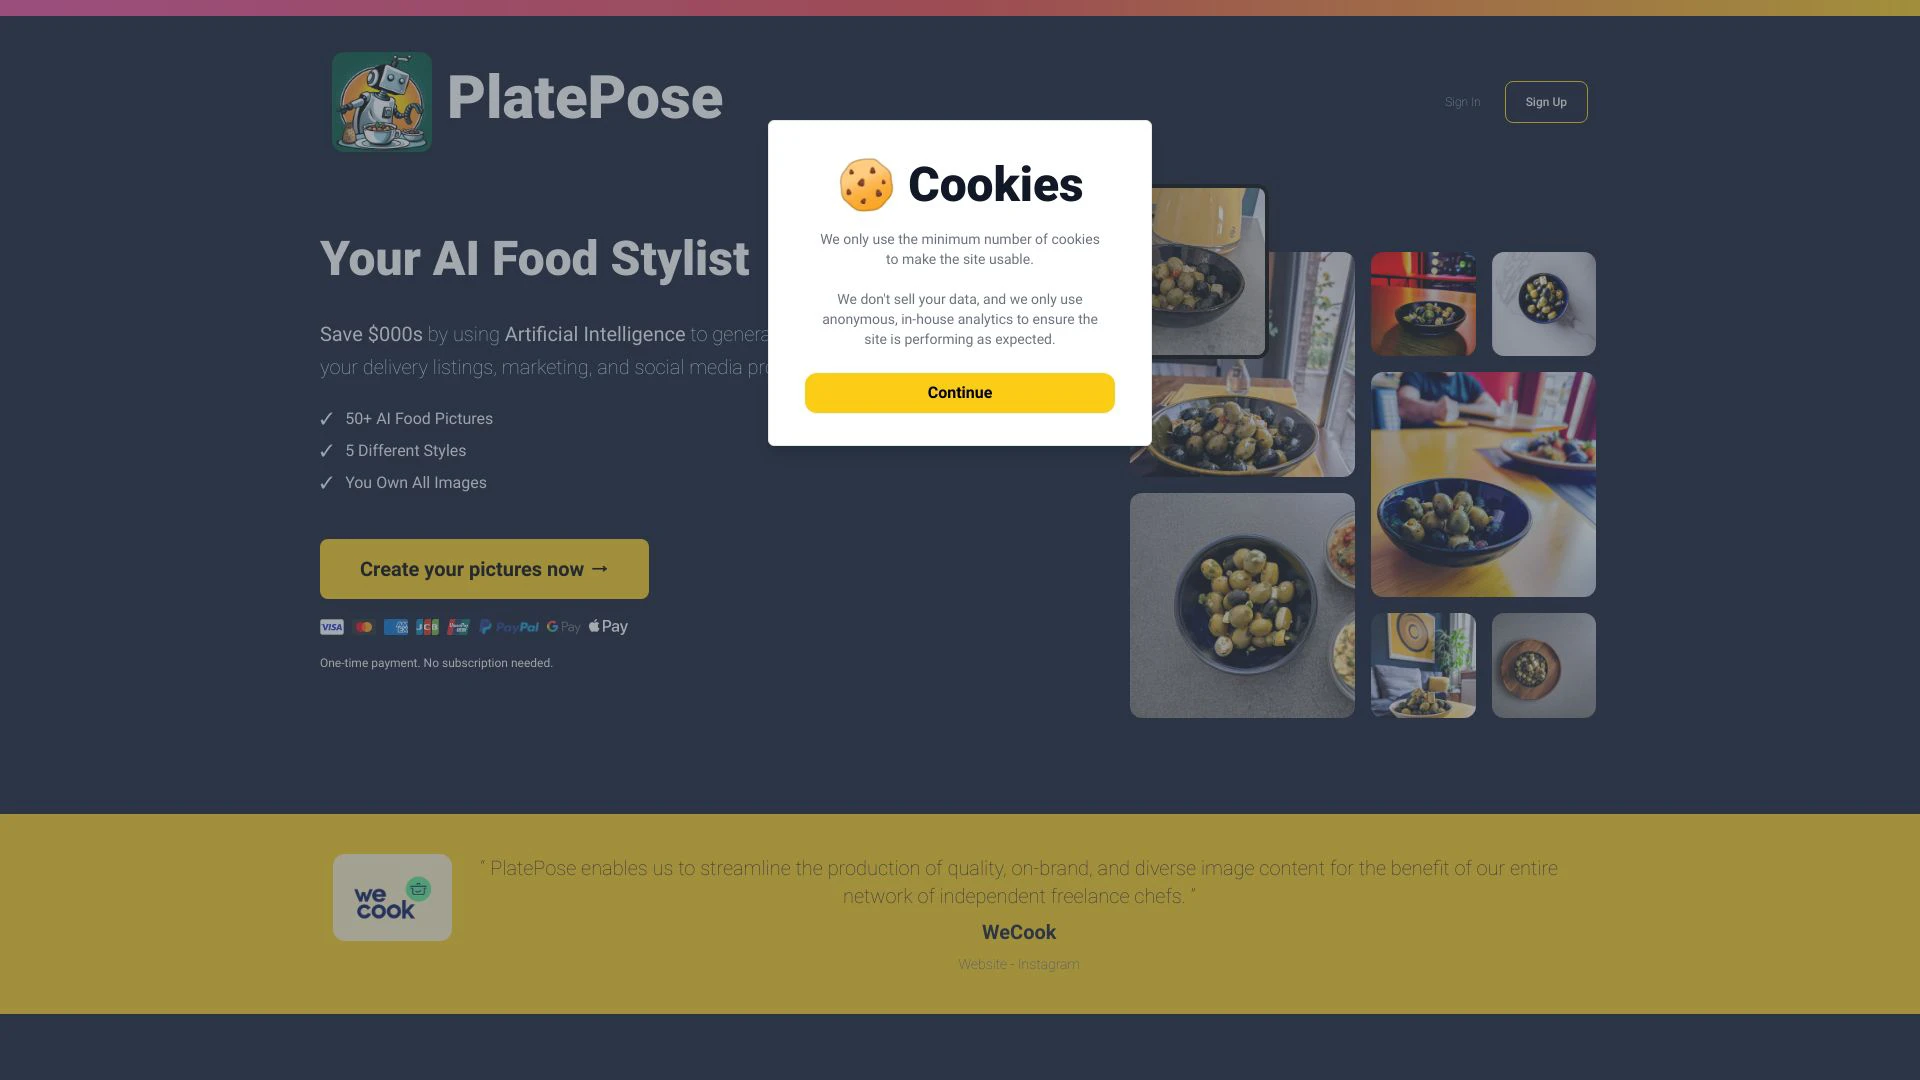 PlatePose
Sign In
Sign Up
🍪 Cookies
We only use the minimum number of cookies
to make the site usable.
We don't sell your data, and we only use
anonymous, in-house analytics to ensure the
site is performing as expected.
Continue
Your AI Food Stylist
Save $000s by using Artificial Intelligence to genera
your delivery listings, marketing, and social media pro
✓ 50+ AI Food Pictures
✓ 5 Different Styles
✓ You Own All Images
Create your pictures now →
VISA JCB UnionPay PayPal G Pay Pay
One-time payment. No subscription needed.
we
cook
“ PlatePose enables us to streamline the production of quality, on-brand, and diverse image content for the benefit of our entire
network of independent freelance chefs. ”
WeCook
Website - Instagram